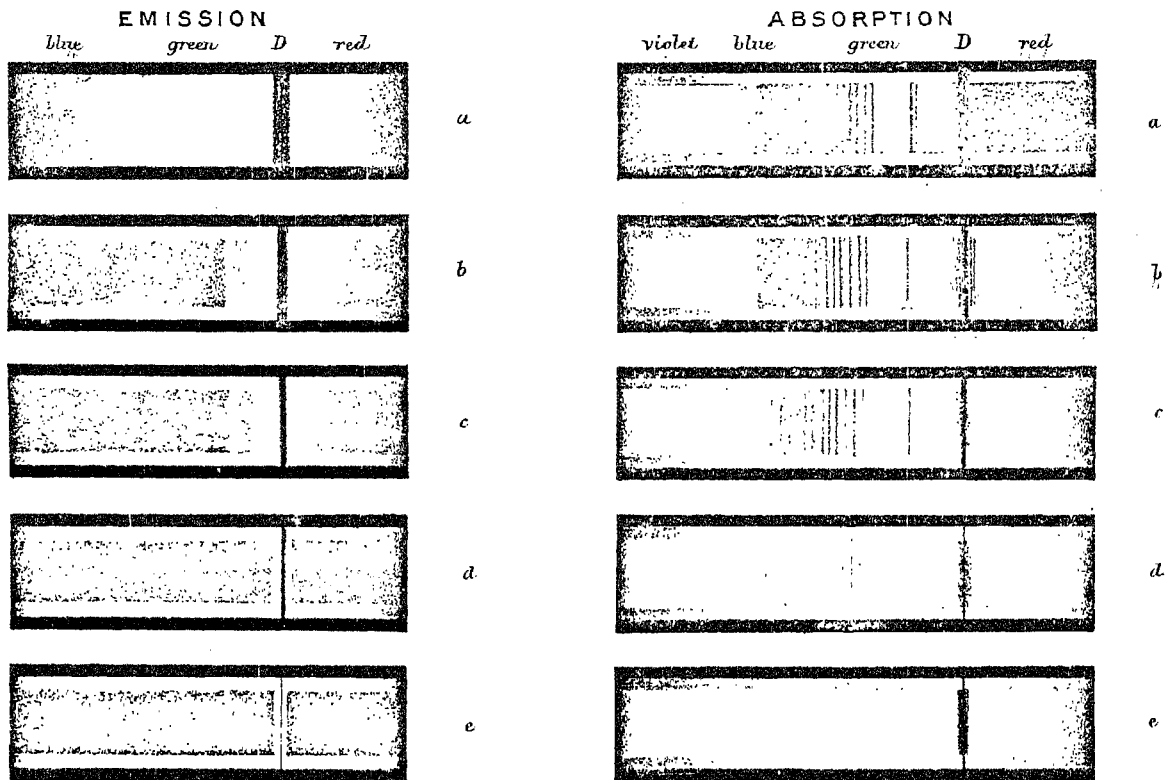 EMISSION
blue green D red
a
b
c
d
e
ABSORPTION
violet blue green D red
a
b
c
d
e